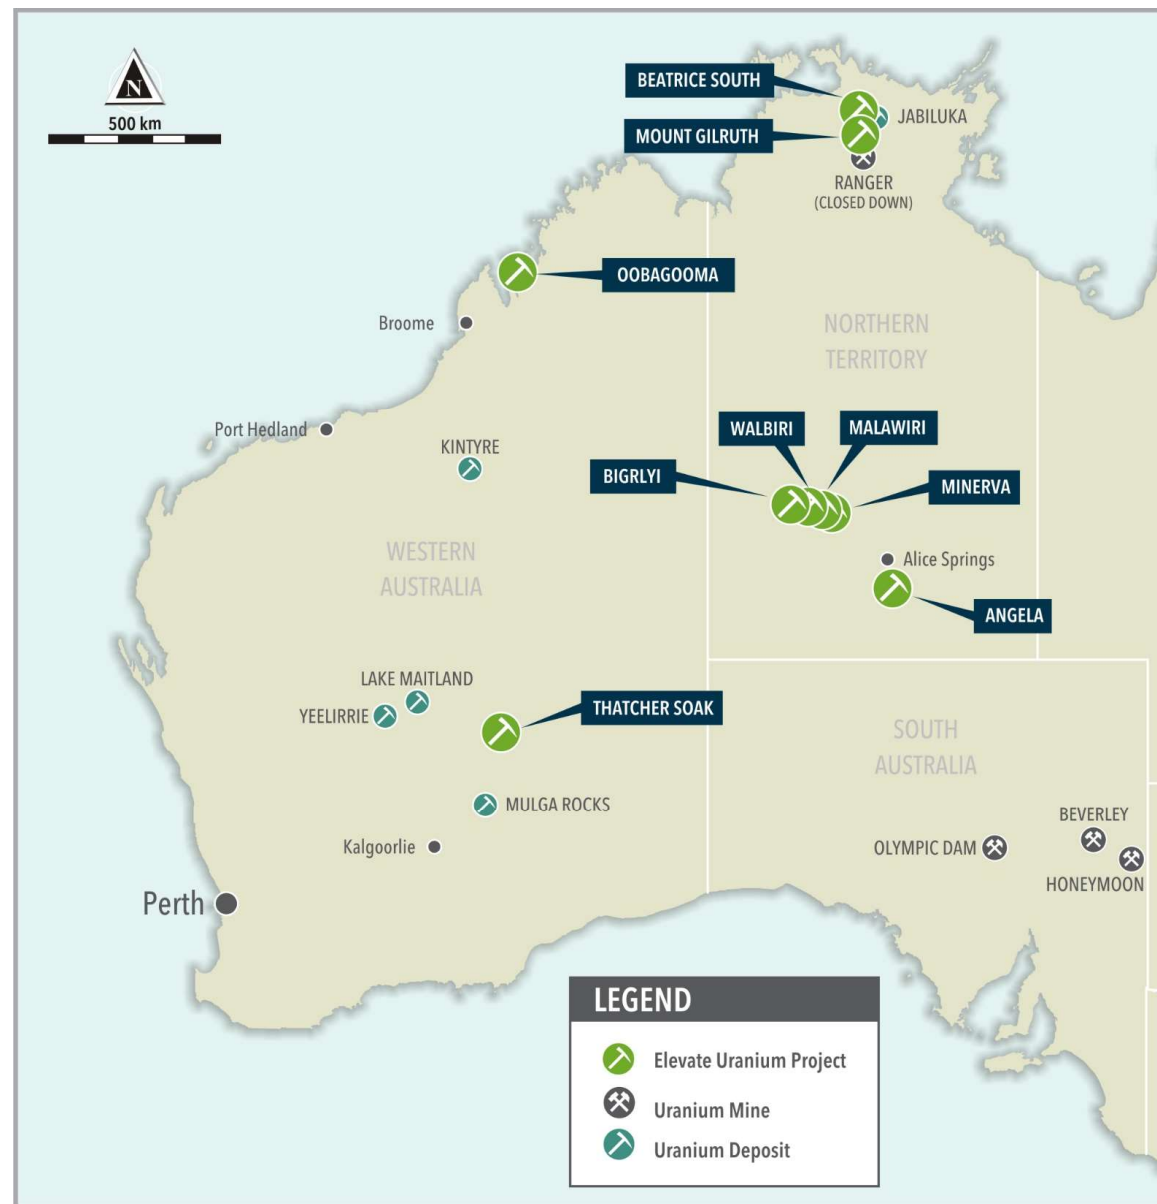 N
500 km
BEATRICE SOUTH
JABILUKA
MOUNT GILRUTH
RANGER
(CLOSED DOWN)
OOBAGOOMA
Broome
NORTHERN
TERRITORY
Port Hedland
KINTYRE
WALBIRI
MALAWIRI
BIGRLYI
MINERVA
WESTERN
AUSTRALIA
Alice Springs
ANGELA
LAKE MAITLAND
YEELIRRIE
THATCHER SOAK
SOUTH
AUSTRALIA
MULGA ROCKS
BEVERLEY
Kalgoorlie
OLYMPIC DAM
HONEYMOON
Perth
LEGEND
Elevate Uranium Project
Uranium Mine
Uranium Deposit